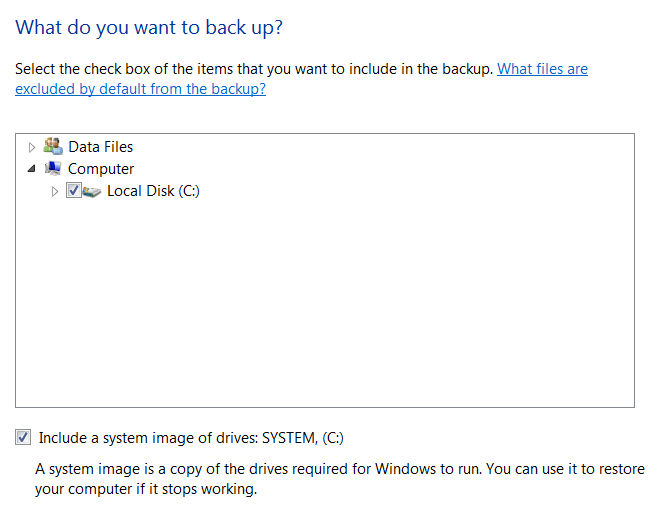 What do you want to back up?
Select the check box of the items that you want to include in the backup. What files are
excluded by default from the backup?
Data Files
Computer
Local Disk (C:)
Include a system image of drives: SYSTEM, (C:)
A system image is a copy of the drives required for Windows to run. You can use it to restore
your computer if it stops working.